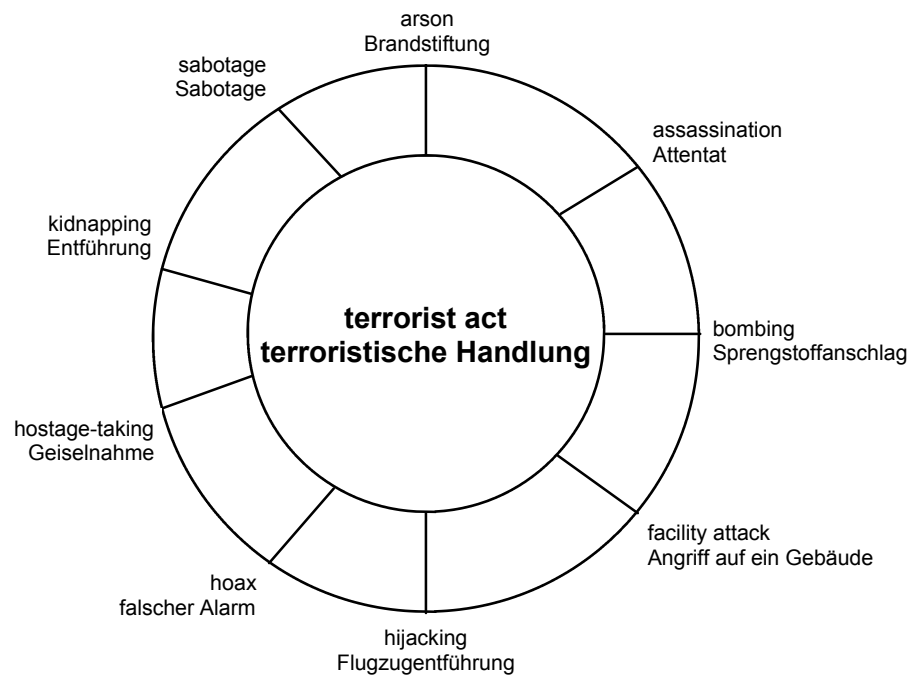 arson
Brandstiftung
assassination
Attentat
bombing
Sprengstoffanschlag
facility attack
Angriff auf ein Gebäude
hijacking
Flugzugentführung
hoax
falscher Alarm
hostage-taking
Geiselnahme
kidnapping
Entführung
sabotage
Sabotage
terrorist act
terroristische Handlung